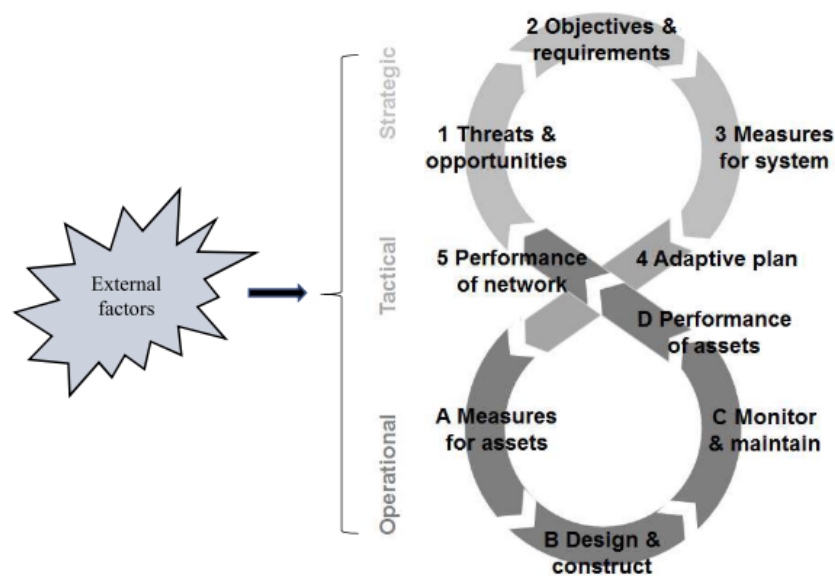 External
factors
Strategic
Tactical
Operational
2 Objectives &
requirements
1 Threats &
opportunities
3 Measures
for system
5 Performance
of network
4 Adaptive plan
D Performance
of assets
A Measures
for assets
C Monitor
& maintain
B Design &
construct